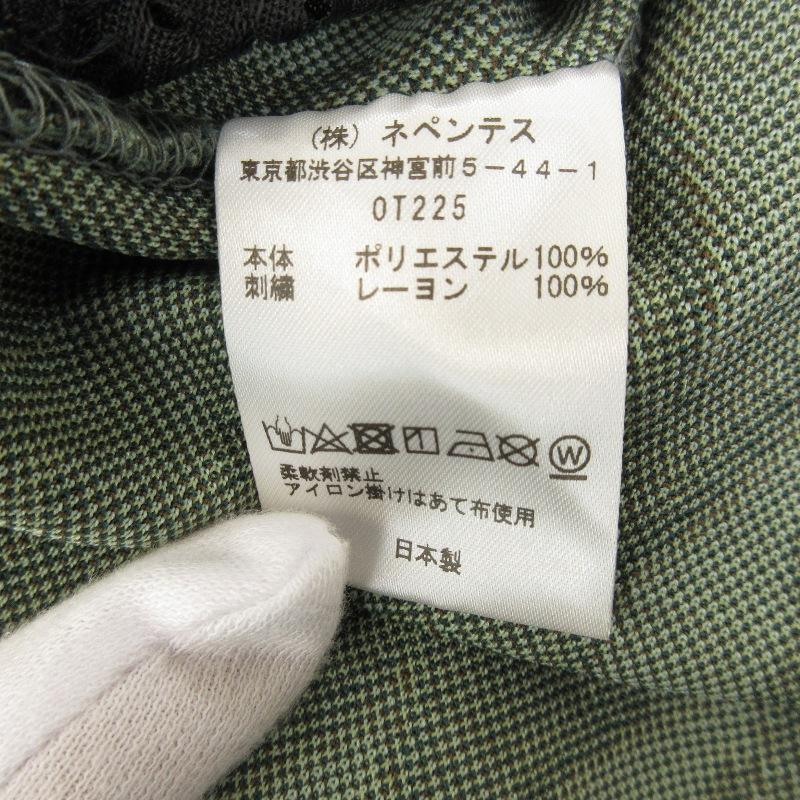 (株) ネペンテス
東京都渋谷区神宮前5-44-1
OT225
本体 ポリエステル100%
刺繍 レーヨン 100%
W
柔軟剤禁止
アイロン掛けはあて布使用
日本製